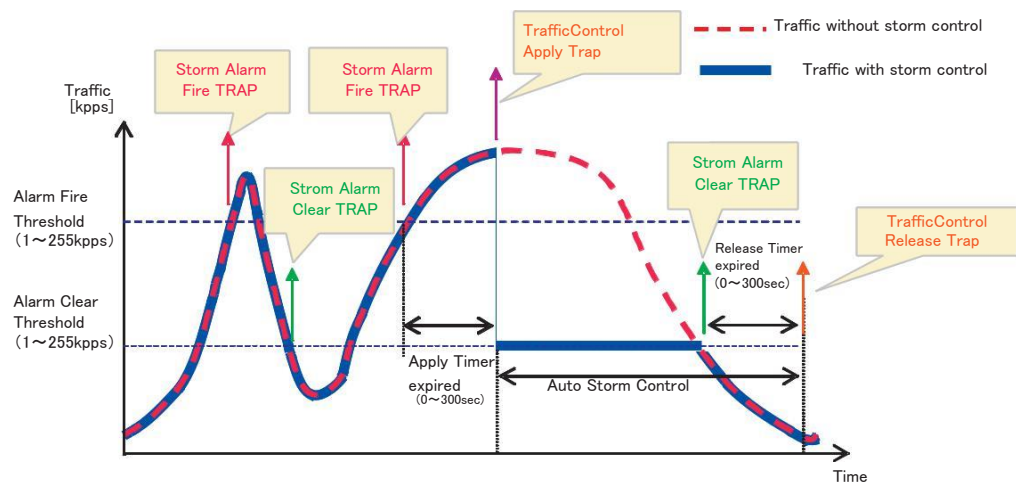 TrafficControl
Apply Trap
Traffic without storm control
Traffic with storm control
Storm Alarm
Fire TRAP
Storm Alarm
Fire TRAP
Traffic
[kpps]
Strom Alarm
Clear TRAP
Strom Alarm
Clear TRAP
Alarm Fire
Threshold
(1～255kpps)
TrafficControl
Release Trap
Release Timer
expired
(0～300sec)
Alarm Clear
Threshold
(1～255kpps)
Apply Timer
expired
(0～300sec)
Auto Storm Control
Time